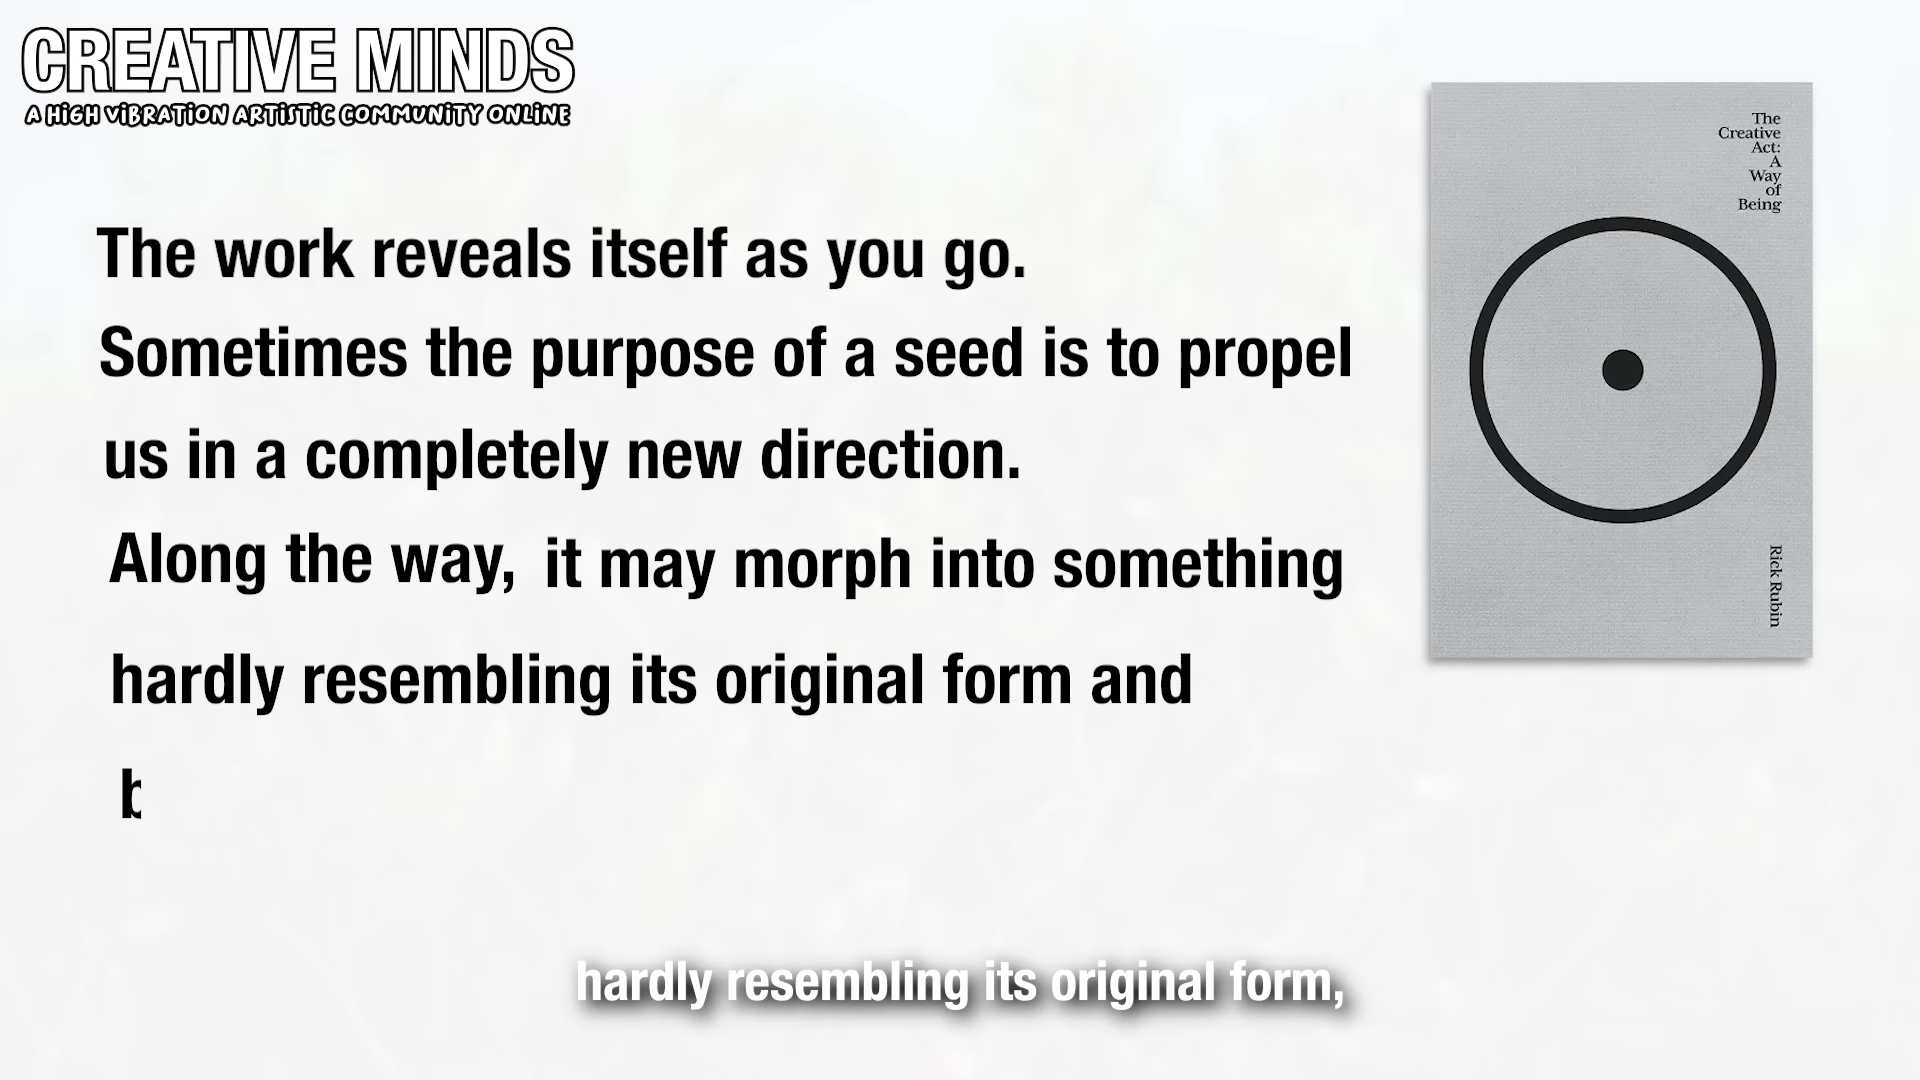 CREATIVE MINDS
A HIGH VIBRATION ARTISTIC COMMUNITY ONLINE
The
Creative
Act:
A
Way
of
Being
Rick Rubin
The work reveals itself as you go.
Sometimes the purpose of a seed is to propel
us in a completely new direction.
Along the way, it may morph into something
hardly resembling its original form and
b
hardly resembling its original form,